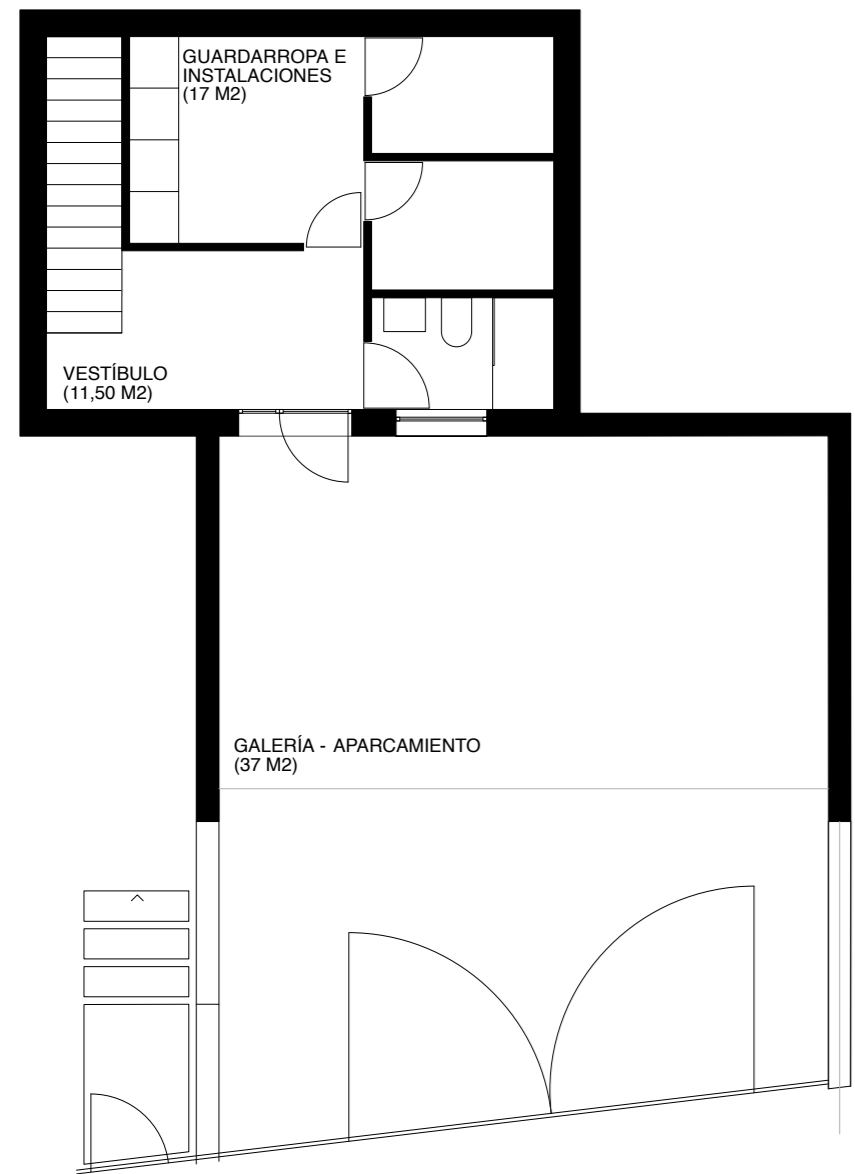 GUARDARROPA E
INSTALACIONES
(17 M2)
VESTÍBULO
(11,50 M2)
GALERÍA - APARCAMIENTO
(37 M2)